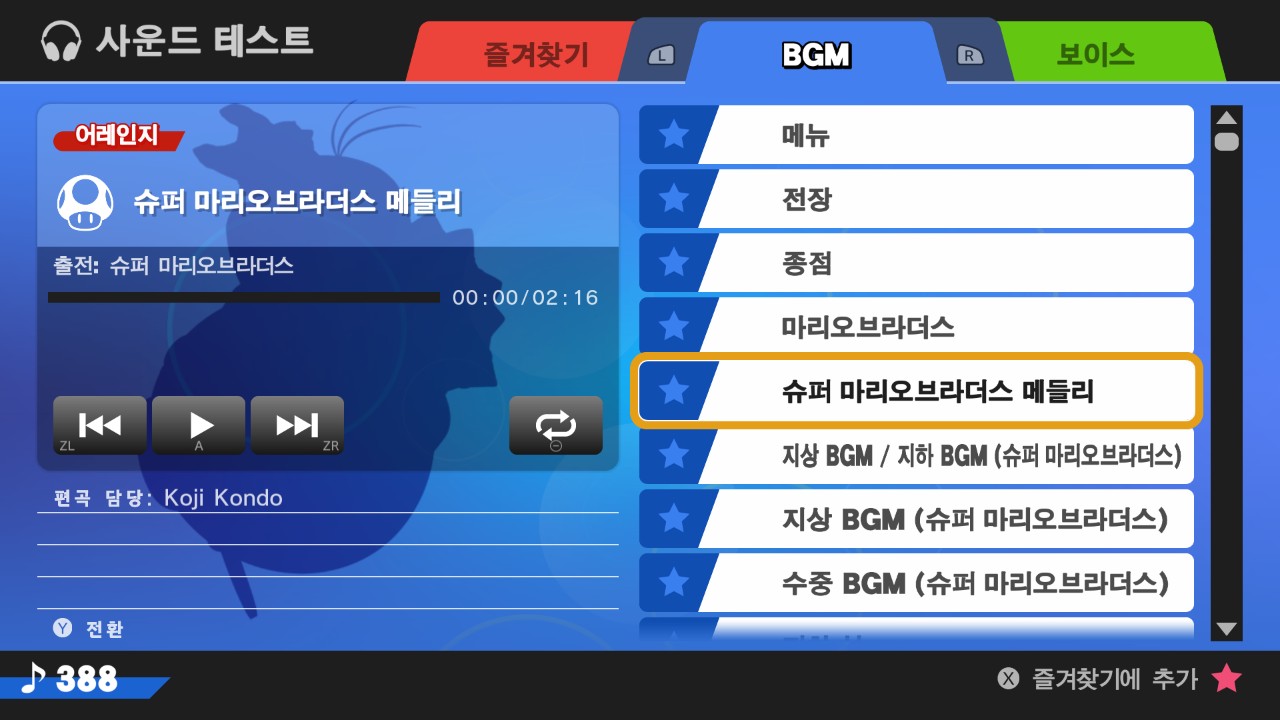 사운드 테스트
즐겨찾기
L
BGM
R
보이스
어레인지
슈퍼 마리오브라더스 메들리
출전: 슈퍼 마리오브라더스
00:00/02:16
ZL
A
ZR
편곡 담당: Koji Kondo
Y 전환
메뉴
전장
종점
마리오브라더스
슈퍼 마리오브라더스 메들리
지상 BGM / 지하 BGM (슈퍼 마리오브라더스)
지상 BGM (슈퍼 마리오브라더스)
수중 BGM (슈퍼 마리오브라더스)
388
X 즐겨찾기에 추가